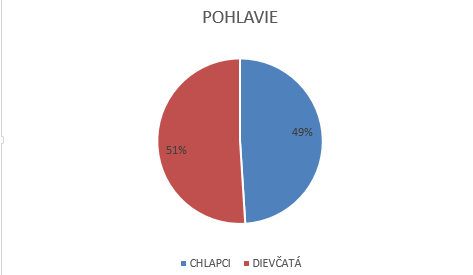 POHLAVIE
49%
51%
CHLAPCI DIEVČATÁ